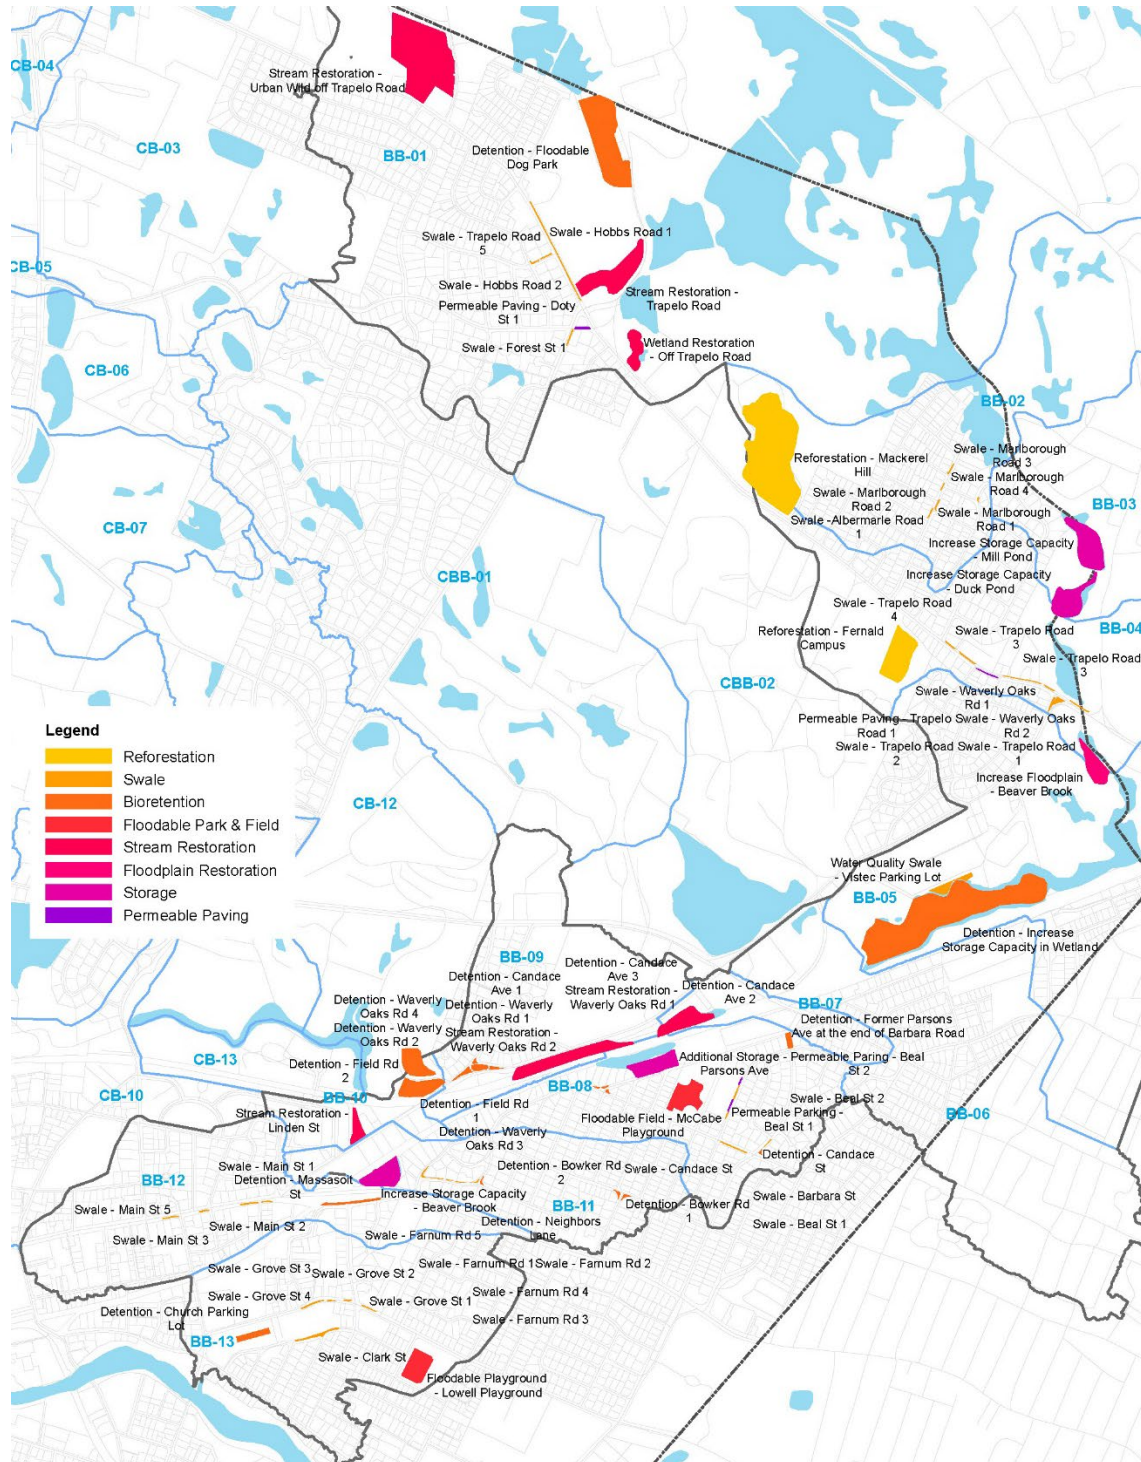 CB-04
Stream Restoration -
Urban Wild off Trapelo Road
CB-03
BB-01
Detention - Floodable
Dog Park
Swale - Trapelo Road
5
Swale - Hobbs Road 1
CB-05
Swale - Hobbs Road 2
Permeable Paving - Doty
St 1
Stream Restoration -
Trapelo Road
Swale - Forest St 1
Wetland Restoration
- Off Trapelo Road
CB-06
BB-02
Reforestation - Mackerel
Hill
Swale - Marlborough
Road 3
Swale - Marlborough
Road 4
Swale - Marlborough
Road 2
Swale - Marlborough
Road 1
Swale -Albermarle Road
1
BB-03
CB-07
Increase Storage Capacity
- Mill Pond
Increase Storage Capacity
- Duck Pond
CBB-01
Swale - Trapelo Road
4
BB-04
Reforestation - Fernald
Campus
Swale - Trapelo Road
3
Swale - Trapelo Road
3
CBB-02
Swale - Waverly Oaks
Rd 1
Permeable Paving - Trapelo
Road 1
Swale - Waverly Oaks
Rd 2
Swale - Trapelo Road
2
Swale - Trapelo Road
1
Increase Floodplain
- Beaver Brook
Legend
Reforestation
Swale
Bioretention
Floodable Park & Field
Stream Restoration
Floodplain Restoration
Storage
Permeable Paving
CB-12
Water Quality Swale
- Vistec Parking Lot
BB-05
Detention - Increase
Storage Capacity in Wetland
BB-09
Detention - Candace
Ave 1
Detention - Candace
Ave 3
Detention - Waverly
Oaks Rd 1
Stream Restoration -
Waverly Oaks Rd 1
Detention - Candace
Ave 2
BB-07
Detention - Waverly
Oaks Rd 4
Detention - Waverly
Oaks Rd 2
Stream Restoration -
Waverly Oaks Rd 2
Detention - Former Parsons
Ave at the end of Barbara Road
CB-13
Detention - Field Rd
2
Additional Storage -
Parsons Ave
Permeable Paring - Beal
St 2
BB-08
CB-10
BB-10
Stream Restoration -
Linden St
Detention - Field Rd
1
Detention - Waverly
Oaks Rd 3
Floodable Field - McCabe
Playground
Swale - Beal St 2
Permeable Parking -
Beal St 1
BB-06
BB-12
Swale - Main St 1
Detention - Massasoit
St
Detention - Bowker Rd
2
Swale - Candace St
Detention - Candace
St
Increase Storage Capacity
- Beaver Brook
BB-11
Detention - Bowker Rd
1
Swale - Barbara St
Swale - Main St 5
Swale - Main St 2
Swale - Main St 3
Swale - Farnum Rd 5
Detention - Neighbors
Lane
Swale - Beal St 1
Swale - Grove St 3
Swale - Grove St 2
Swale - Farnum Rd 1
Swale - Farnum Rd 2
Swale - Grove St 4
Swale - Grove St 1
Swale - Farnum Rd 4
Detention - Church Parking
Lot
Swale - Farnum Rd 3
BB-13
Swale - Clark St
Floodable Playground
- Lowell Playground